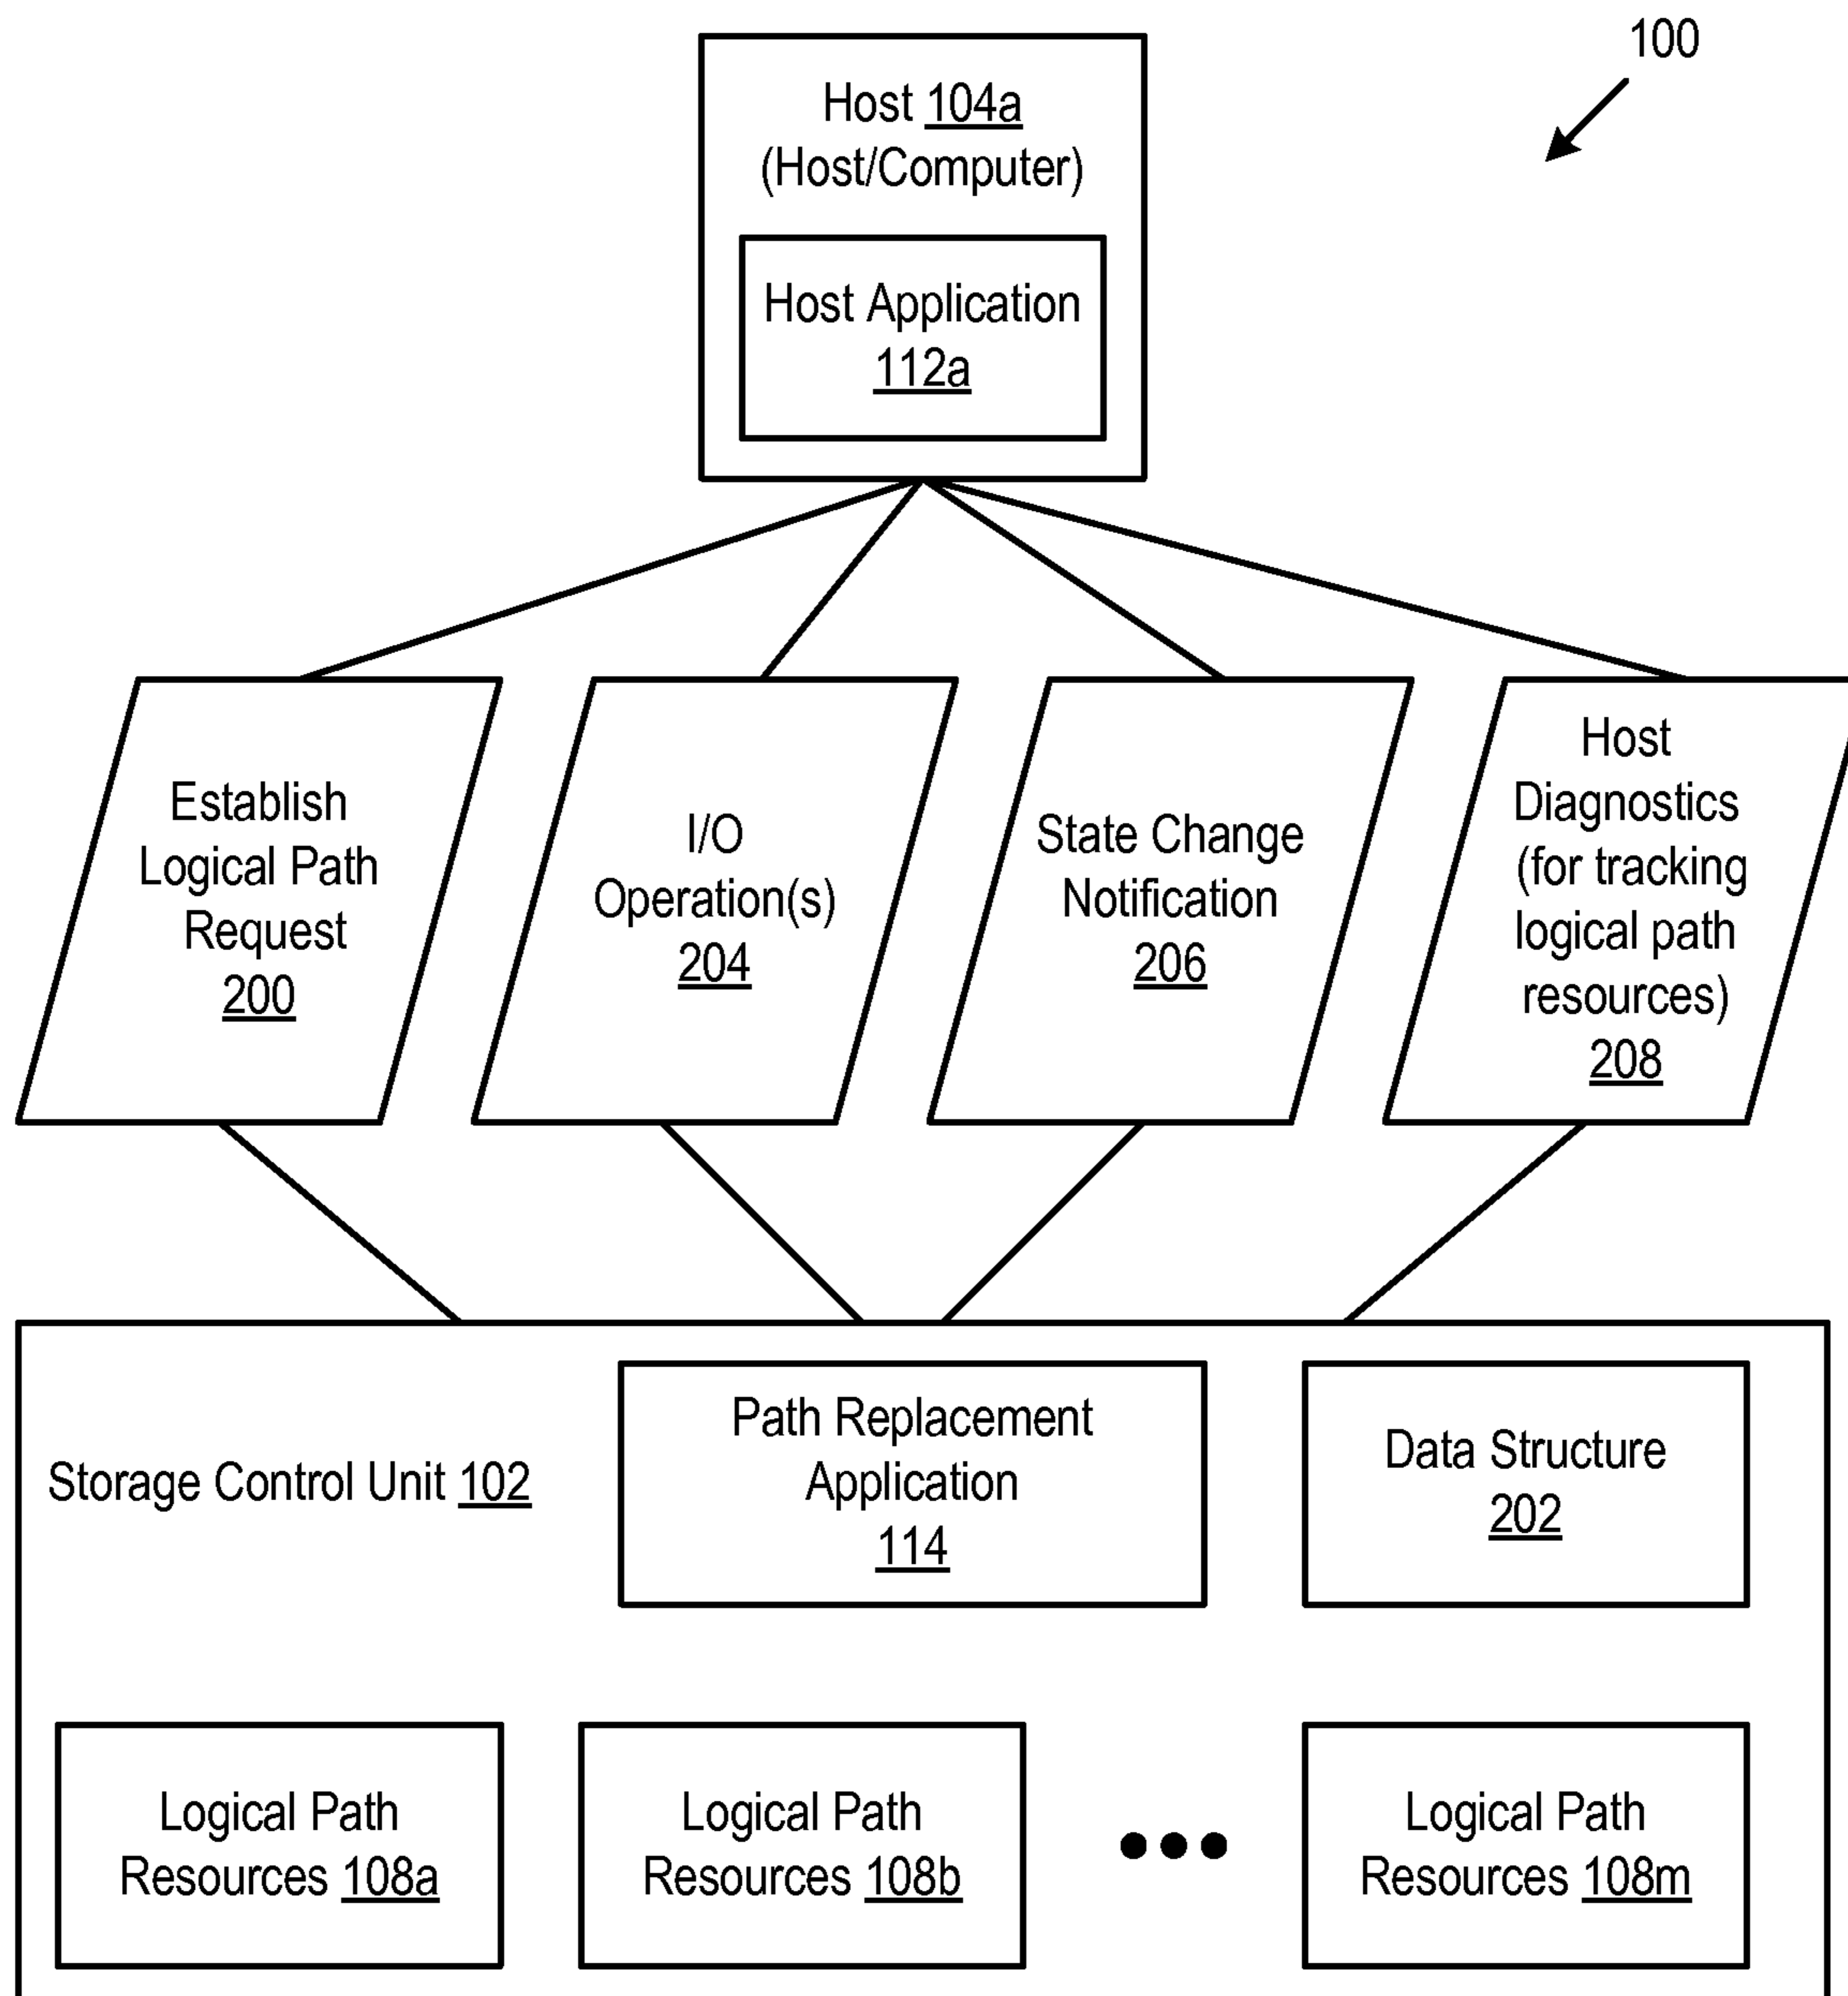 100
Host 104a
(Host/Computer)
Host Application
112a
Establish
Logical Path
Request
200
I/O
Operation(s)
204
State Change
Notification
206
Host
Diagnostics
(for tracking
logical path
resources)
208
Storage Control Unit 102
Path Replacement
Application
114
Data Structure
202
Logical Path
Resources 108a
Logical Path
Resources 108b
Logical Path
Resources 108m